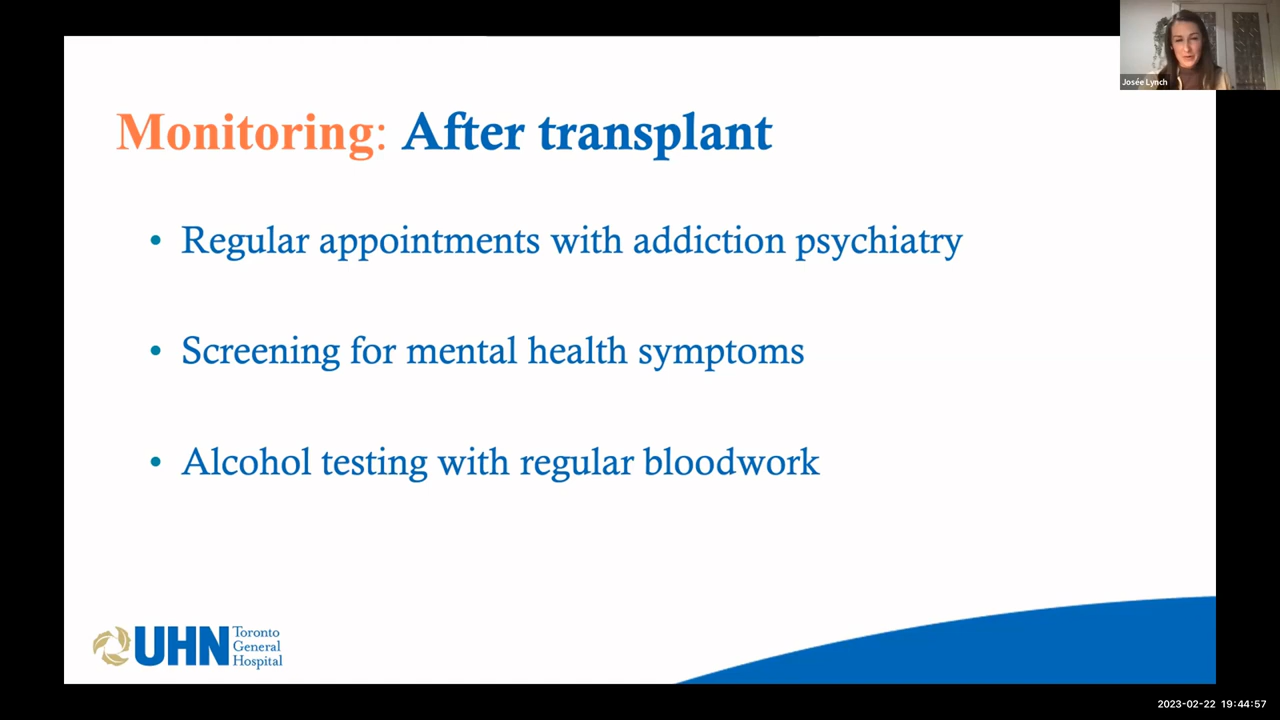 Josée Lynch
Monitoring: After transplant
• Regular appointments with addiction psychiatry
• Screening for mental health symptoms
• Alcohol testing with regular bloodwork
UHN
Toronto
General
Hospital
2023-02-22 19:44:57